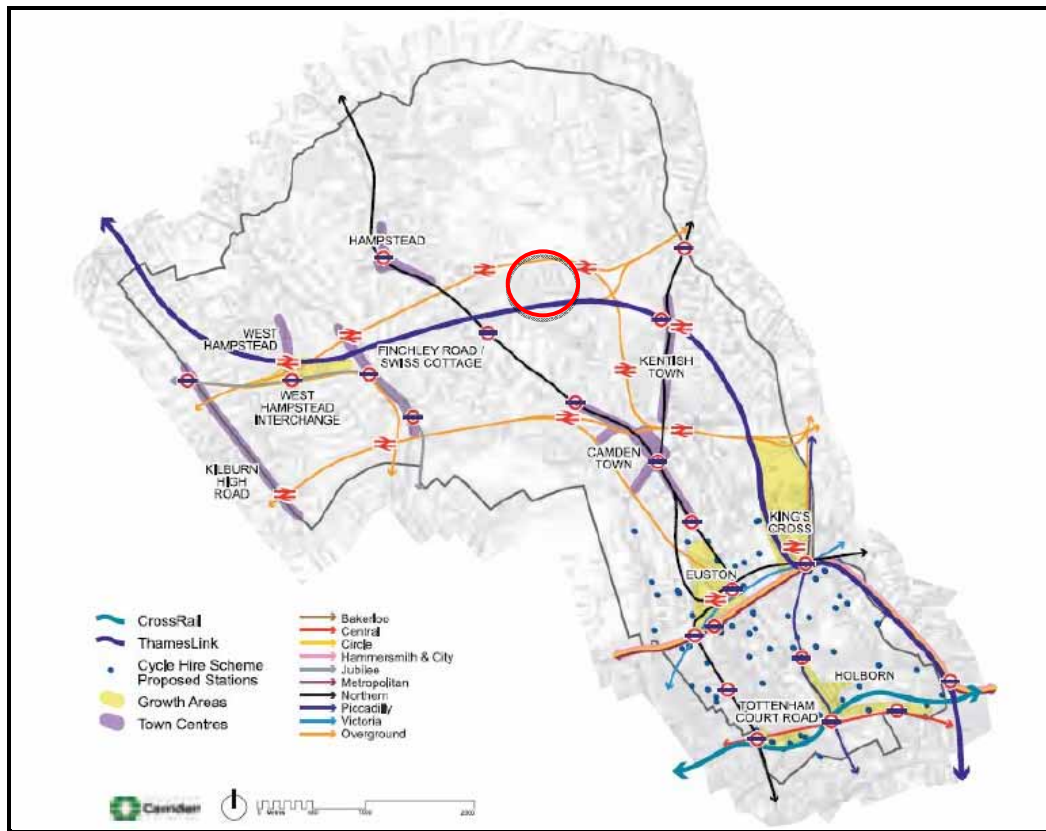 HAMPSTEAD
WEST
HAMPSTEAD
FINCHLEY ROAD /
SWISS COTTAGE
KENTISH
TOWN
WEST
HAMPSTEAD
INTERCHANGE
CAMDEN
TOWN
KILBURN
HIGH
ROAD
KING'S
CROSS
EUSTON
HOLBORN
TOTTENHAM
COURT ROAD
CrossRail
ThamesLink
Cycle Hire Scheme
Proposed Stations
Growth Areas
Town Centres
Bakerloo
Central
Circle
Hammersmith & City
Jubilee
Metropolitan
Northern
Piccadilly
Victoria
Overground
Camden